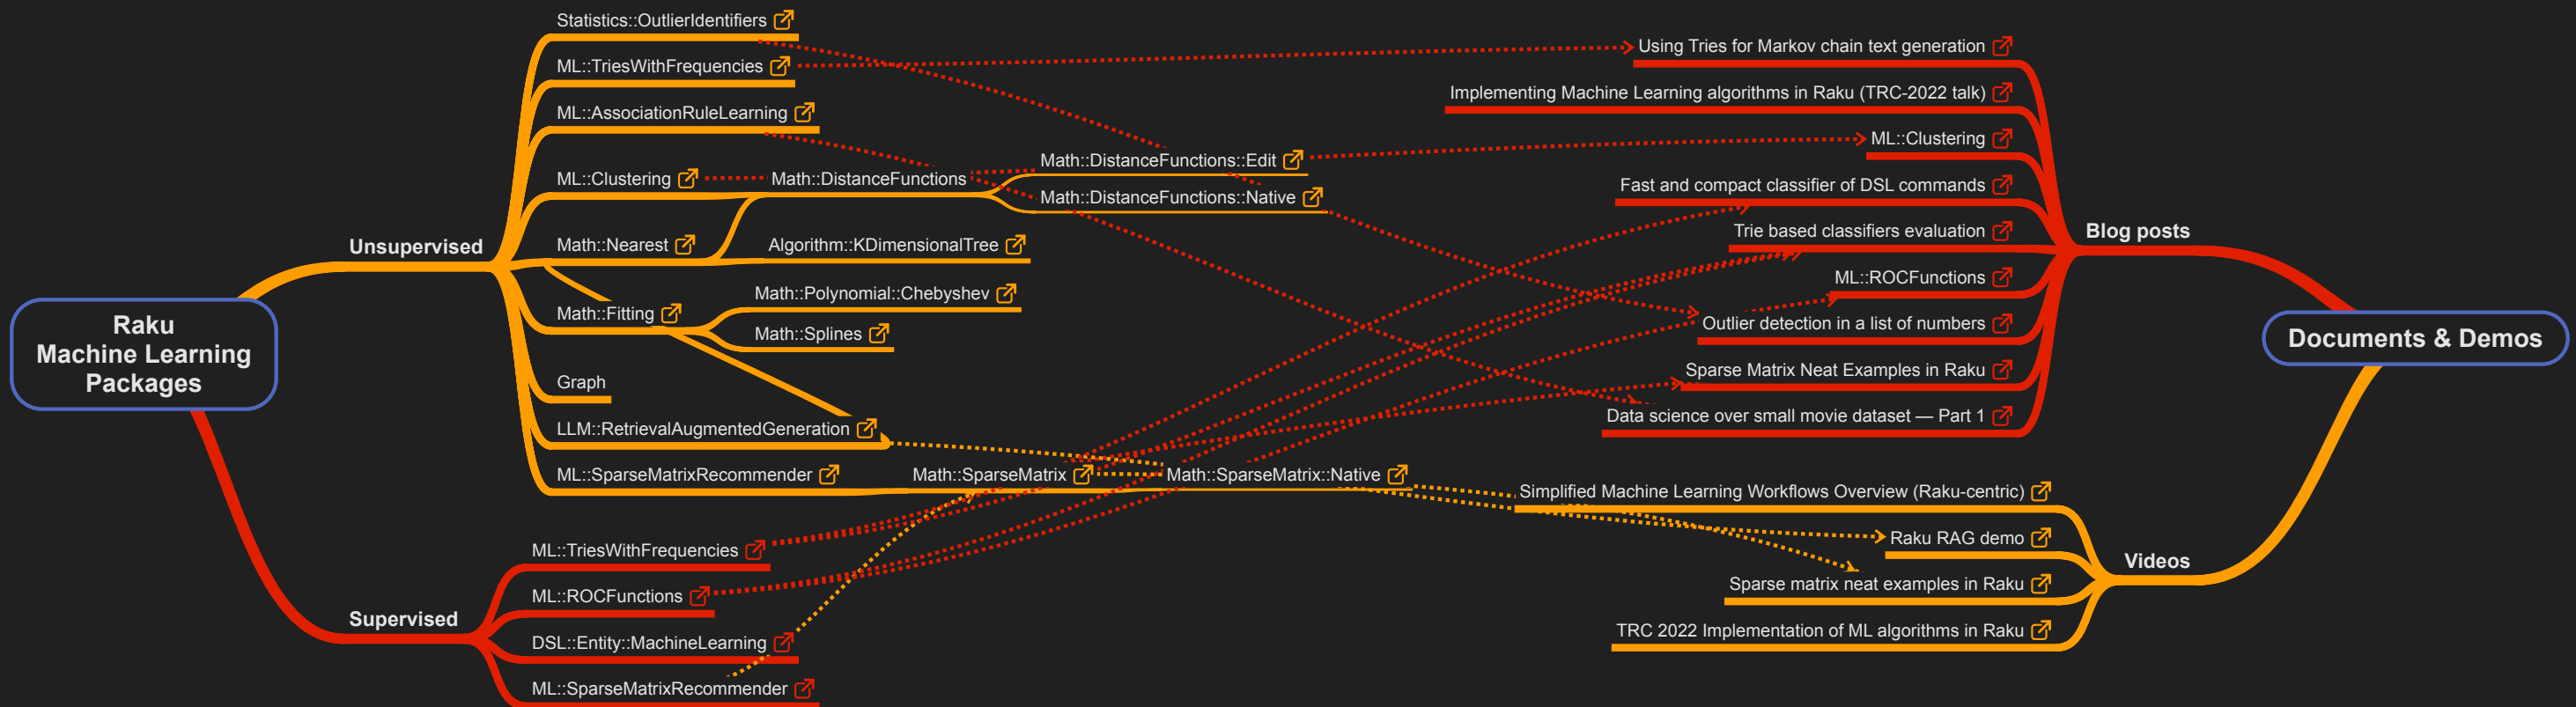 Raku
Machine Learning
Packages
Unsupervised
Statistics::OutlierIdentifiers
ML::TriesWithFrequencies
ML::AssociationRuleLearning
ML::Clustering
Math::DistanceFunctions
Math::DistanceFunctions::Edit
Math::DistanceFunctions::Native
Math::Nearest
Algorithm::KDimensionalTree
Math::Fitting
Math::Polynomial::Chebyshev
Math::Splines
Graph
LLM::RetrievalAugmentedGeneration
ML::SparseMatrixRecommender
Math::SparseMatrix
Math::SparseMatrix::Native
Supervised
ML::TriesWithFrequencies
ML::ROCFunctions
DSL::Entity::MachineLearning
ML::SparseMatrixRecommender
Documents & Demos
Blog posts
Using Tries for Markov chain text generation
Implementing Machine Learning algorithms in Raku (TRC-2022 talk)
ML::Clustering
Fast and compact classifier of DSL commands
Trie based classifiers evaluation
ML::ROCFunctions
Outlier detection in a list of numbers
Sparse Matrix Neat Examples in Raku
Data science over small movie dataset — Part 1
Videos
Simplified Machine Learning Workflows Overview (Raku-centric)
Raku RAG demo
Sparse matrix neat examples in Raku
TRC 2022 Implementation of ML algorithms in Raku